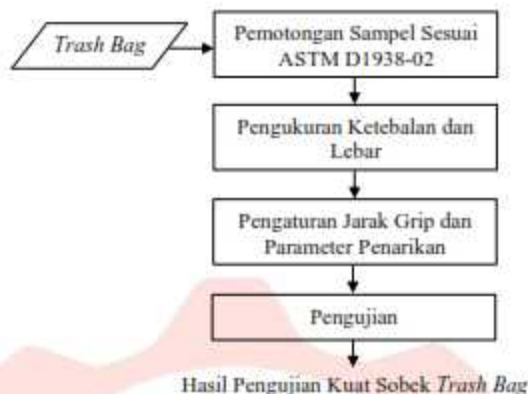 Trash Bag
Pemotongan Sampel Sesuai
ASTM D1938-02
Pengukuran Ketebalan dan
Lebar
Pengaturan Jarak Grip dan
Parameter Penarikan
Pengujian
Hasil Pengujian Kuat Sobek Trash Bag